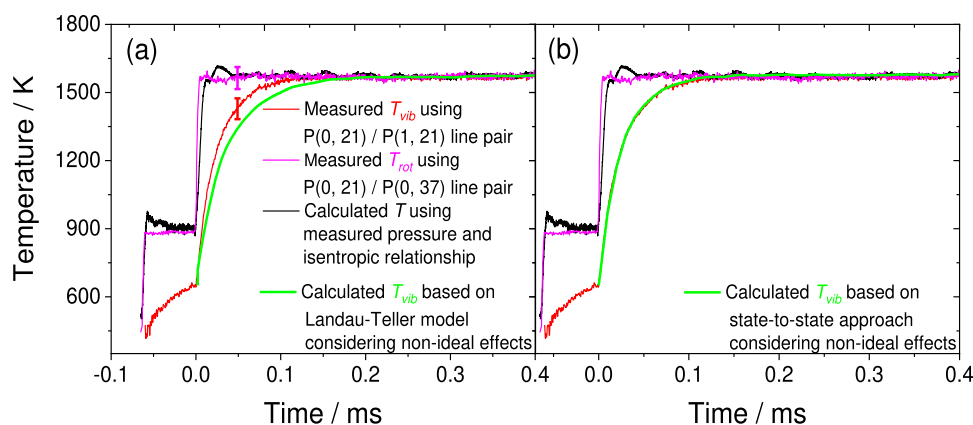 (a)
(b)
Temperature / K
1800
1500
1200
900
600
Measured Tvib using
P(0, 21) / P(1, 21) line pair
Measured Trot using
P(0, 21) / P(0, 37) line pair
Calculated T using
measured pressure and
isentropic relationship
Calculated Tvib based on
Landau-Teller model
considering non-ideal effects
Calculated Tvib based on
state-to-state approach
considering non-ideal effects
-0.1 0.0 0.1 0.2 0.3 0.4
0.0 0.1 0.2 0.3 0.4
Time / ms
Time / ms